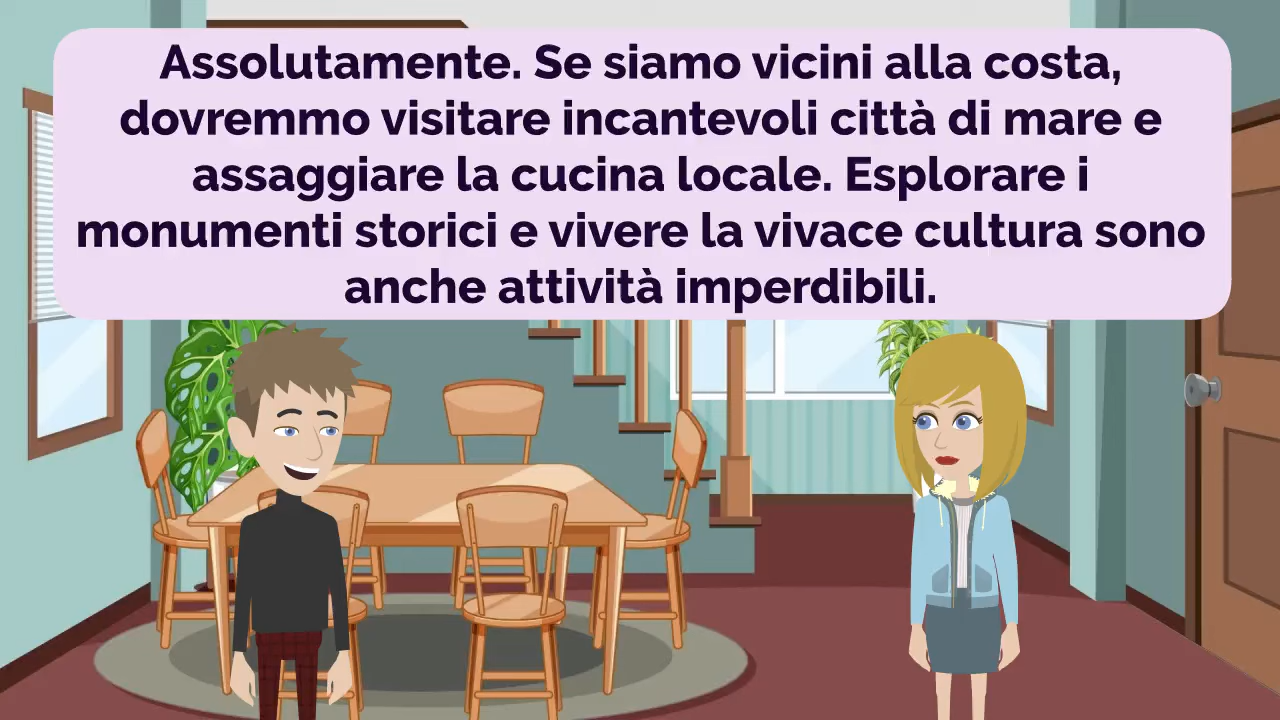 Assolutamente. Se siamo vicini alla costa,
dovremmo visitare incantevoli città di mare e
assaggiare la cucina locale. Esplorare i
monumenti storici e vivere la vivace cultura sono
anche attività imperdibili.